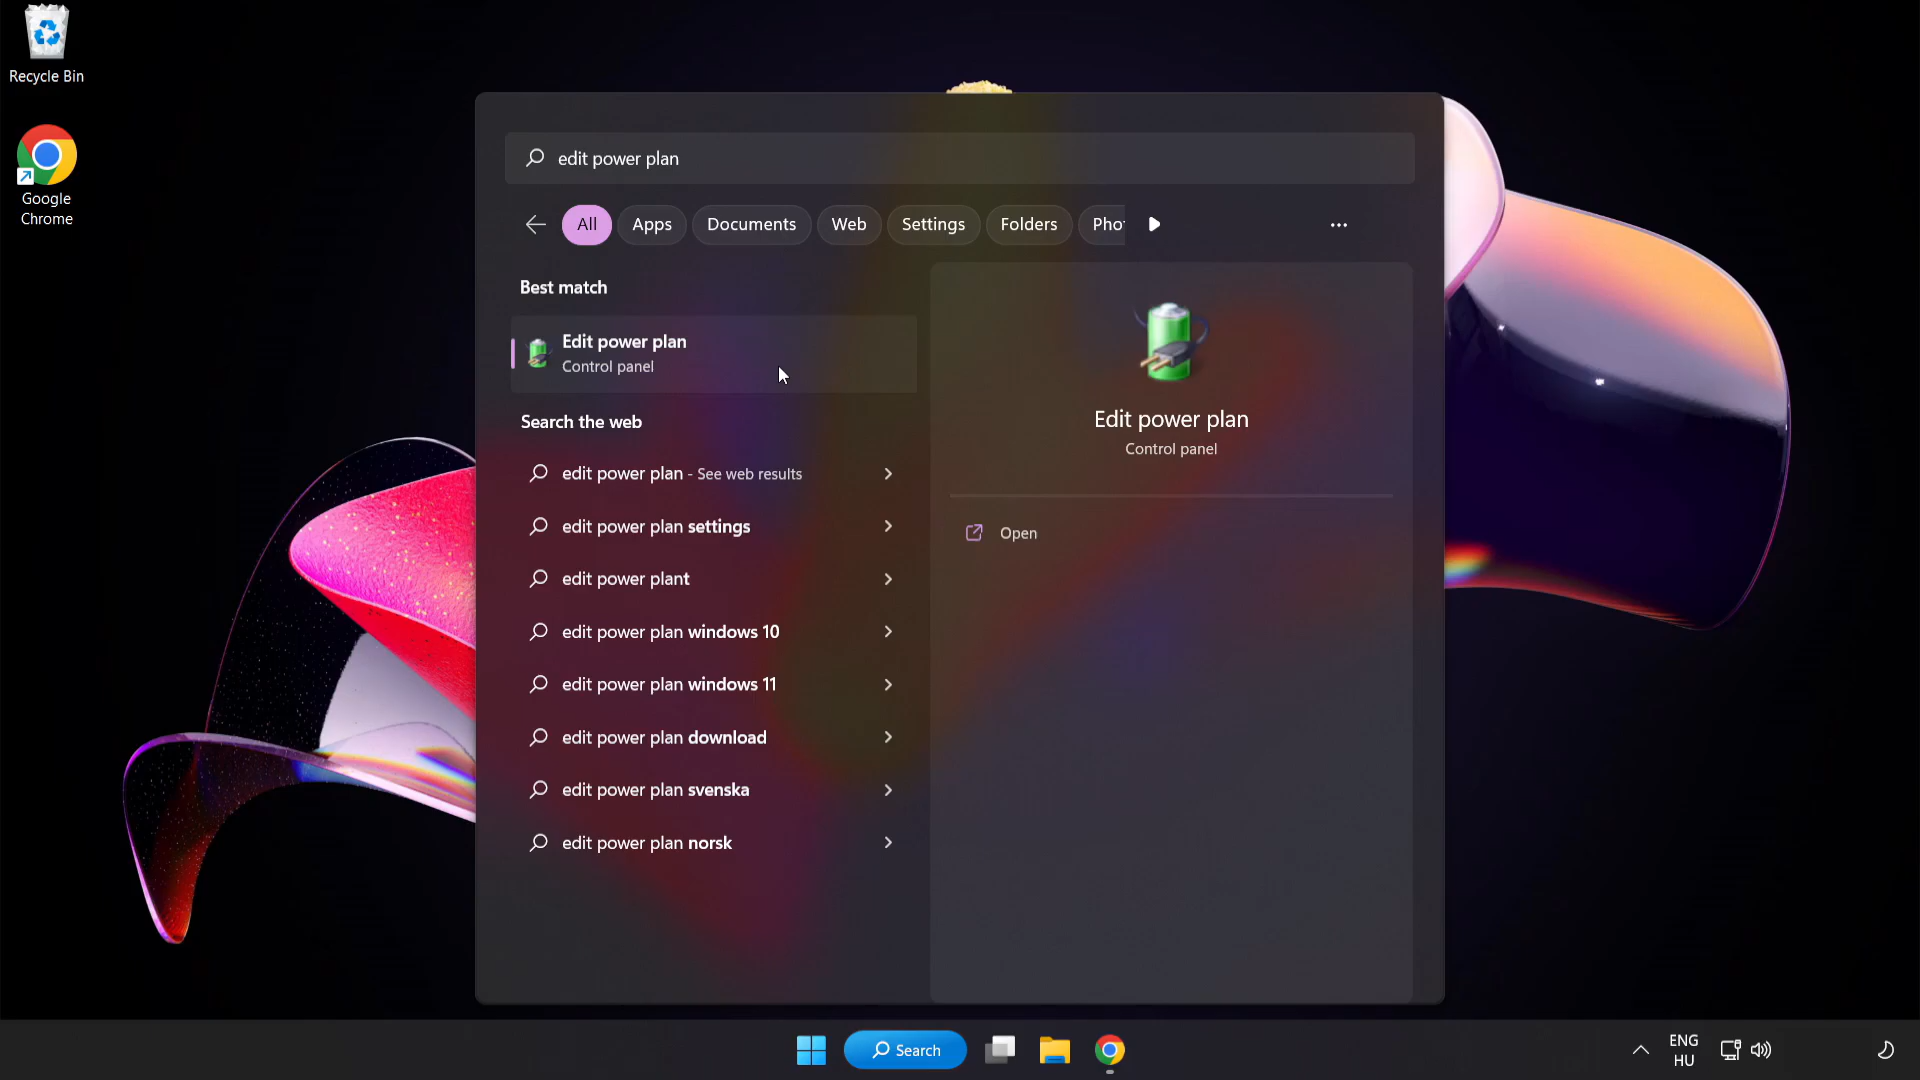 Recycle Bin
Google
Chrome
edit power plan
All
Apps
Documents
Web
Settings
Folders
Best match
Edit power plan
Control panel
Search the web
edit power plan - See web results
edit power plan settings
edit power plant
edit power plan windows 10
edit power plan windows 11
edit power plan download
edit power plan svenska
edit power plan norsk
Edit power plan
Control panel
Open
Search
ENG
HU